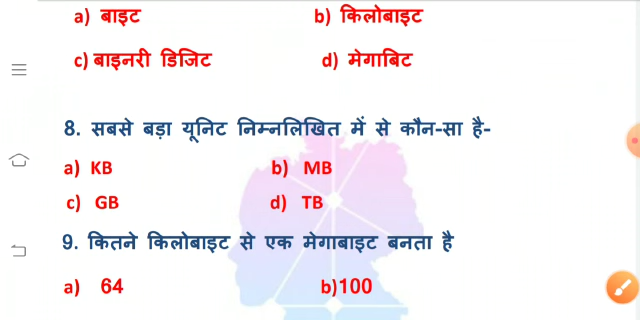 a) बाइट b) किलोबाइट
c) बाइनरी डिजिट d) मेगाबिट
8. सबसे बड़ा यूनिट निम्नलिखित में से कौन-सा है-
a) KB b) MB
c) GB d) TB
9. कितने किलोबाइट से एक मेगाबाइट बनता है
a) 64 b)100